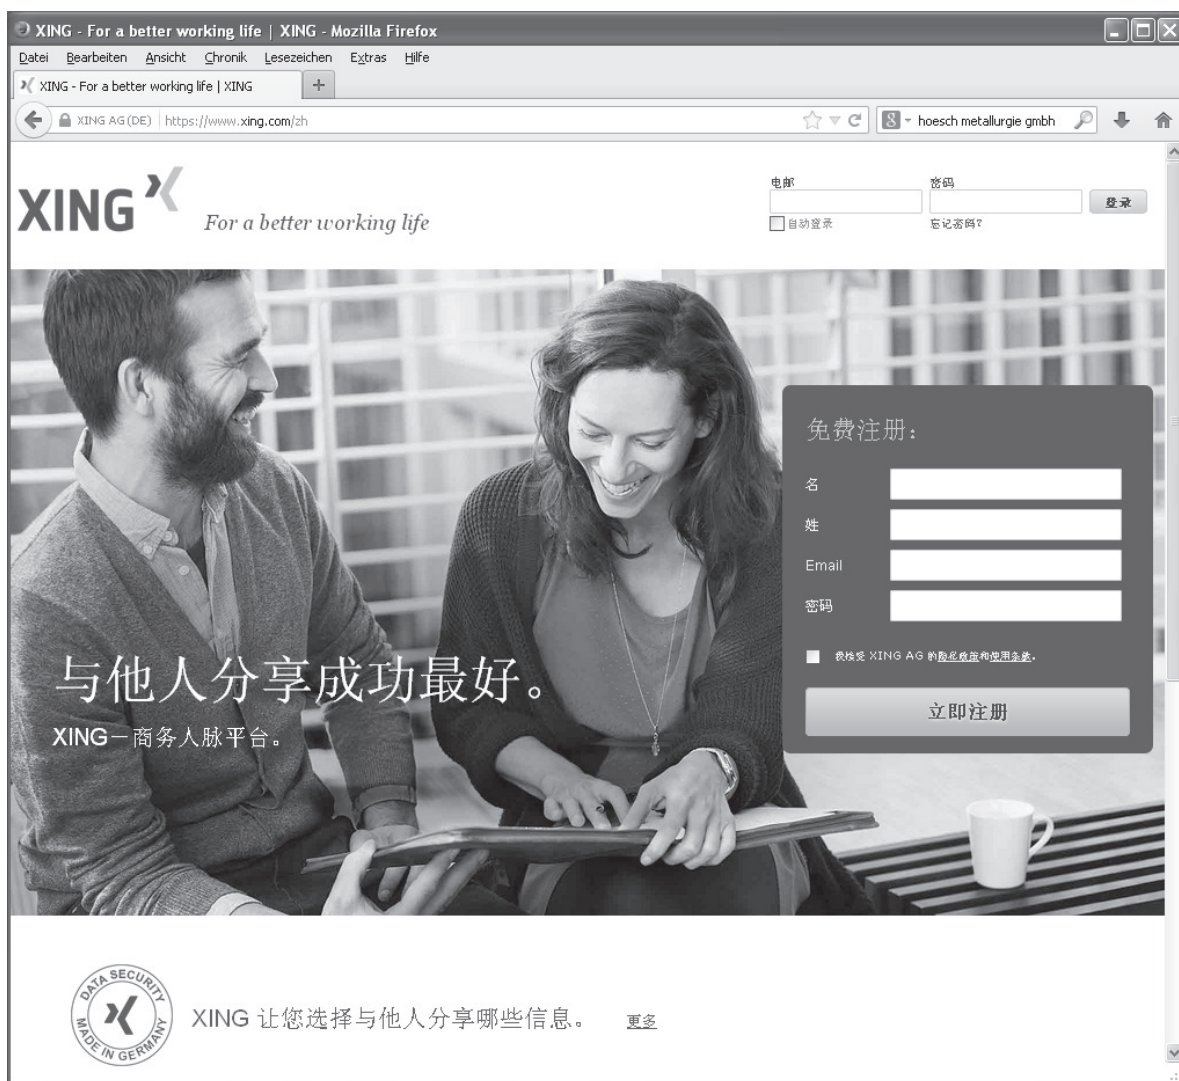 XING - For a better working life | XING - Mozilla Firefox
Datei Bearbeiten Ansicht Chronik Lesezeichen Extras Hilfe
XING - For a better working life | XING
XING AG (DE) https://www.xing.com/zh hoesch metallurgie gmbh
电邮 密码
登录
自动登录 忘记密码?
XING For a better working life
免费注册：
名
姓
Email
密码
我接受 XING AG 的隐私政策和使用条款。
立即注册
与他人分享成功最好。
XING—商务人脉平台。
DATA SECURITY
MADE IN GERMANY
XING 让您选择与他人分享哪些信息。 更多